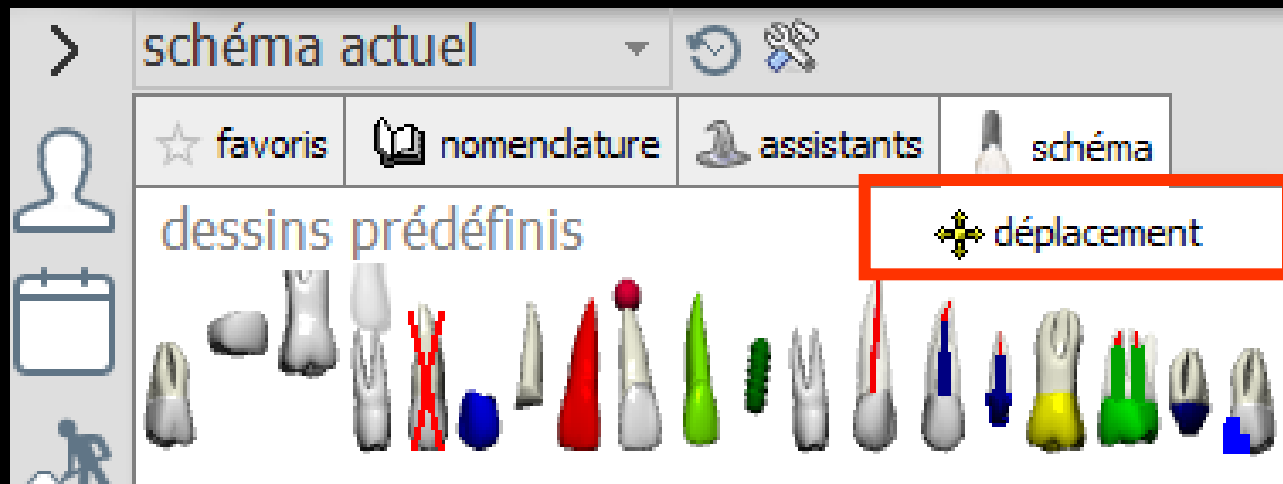 schéma actuel
favoris nomenclature assistants schéma
dessins prédéfinis déplacement